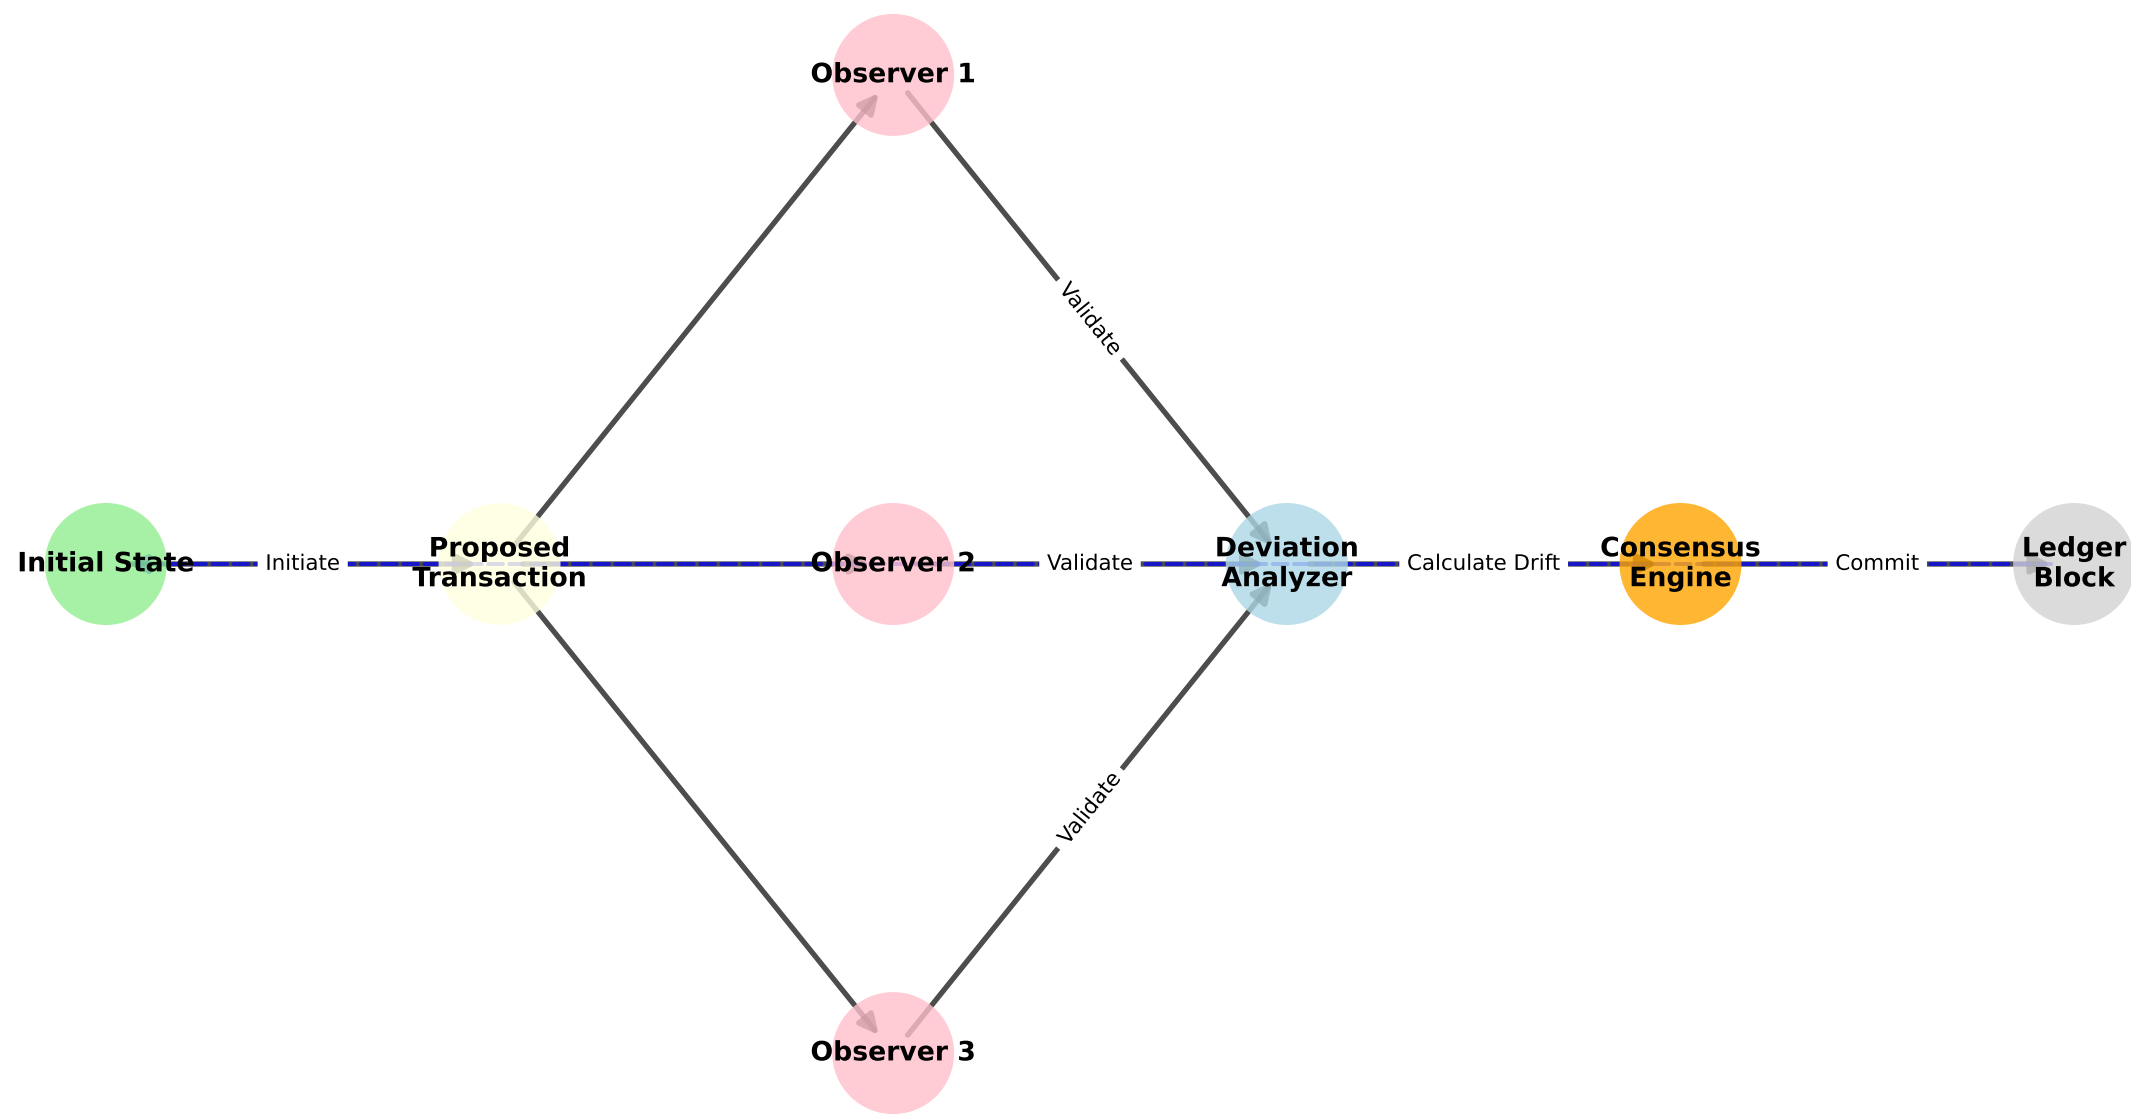 Observer 1
Validate
Initial State
Initiate
Proposed
Transaction
Observer 2
Validate
Deviation
Analyzer
Calculate Drift
Consensus
Engine
Commit
Ledger
Block
Validate
Observer 3